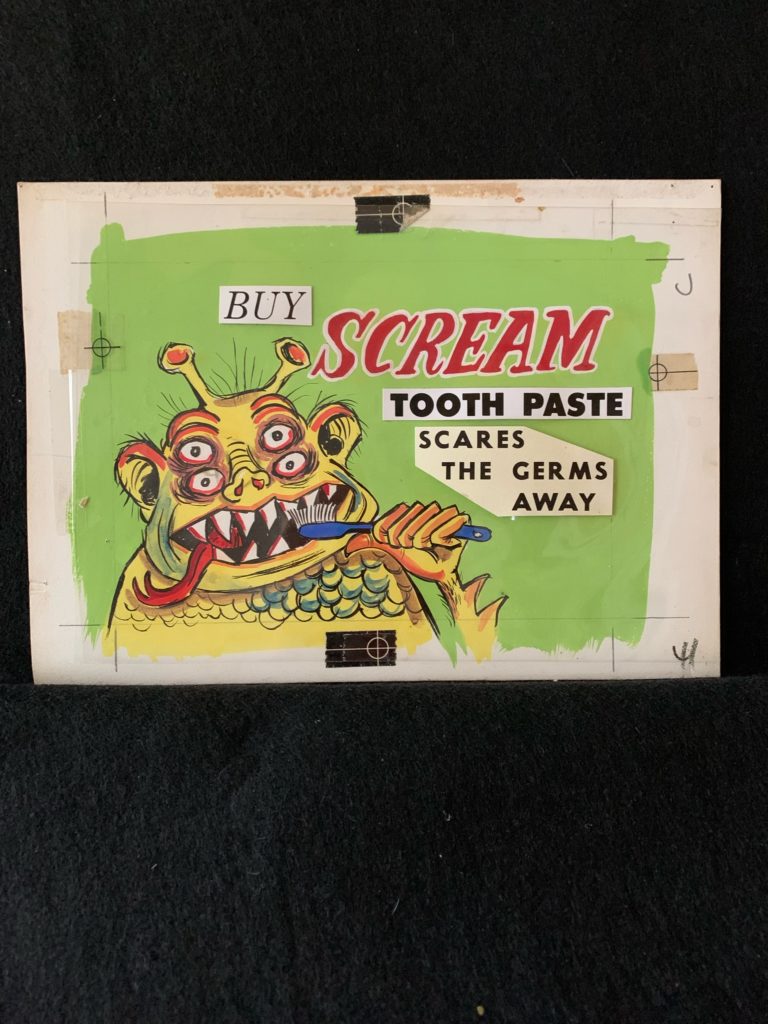 BUY
SCREAM
TOOTH PASTE
SCARES
THE GERMS
AWAY